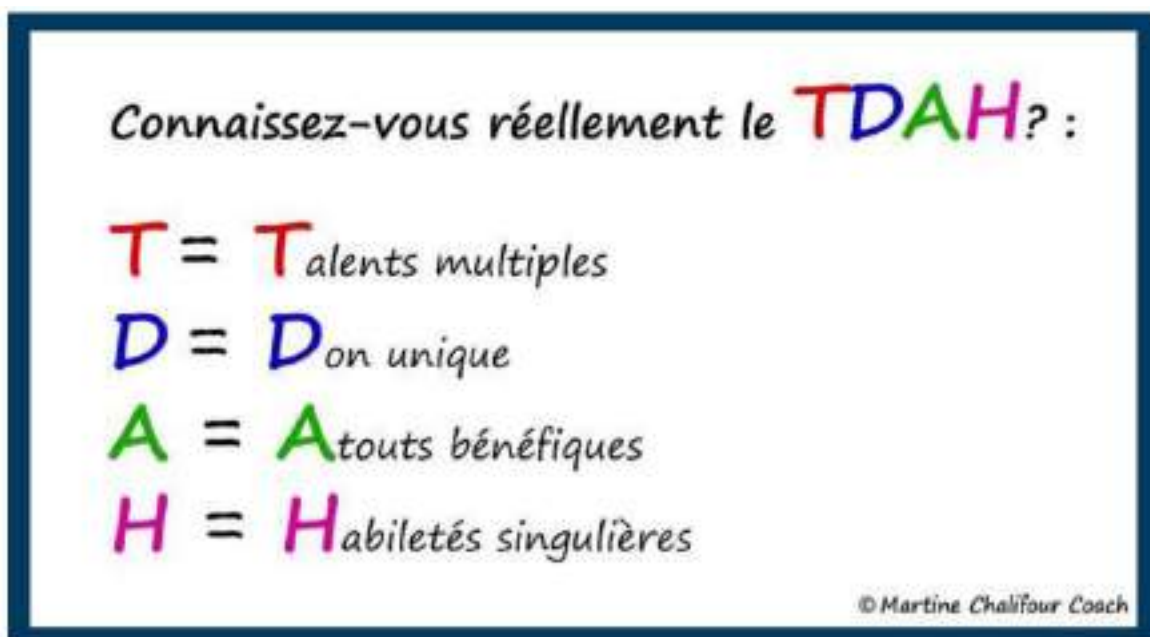 Connaissez-vous réellement le TDAH? :
T = Talents multiples
D = Don unique
A = Atouts bénéfiques
H = Habiletés singulières
© Martine Chalifour Coach